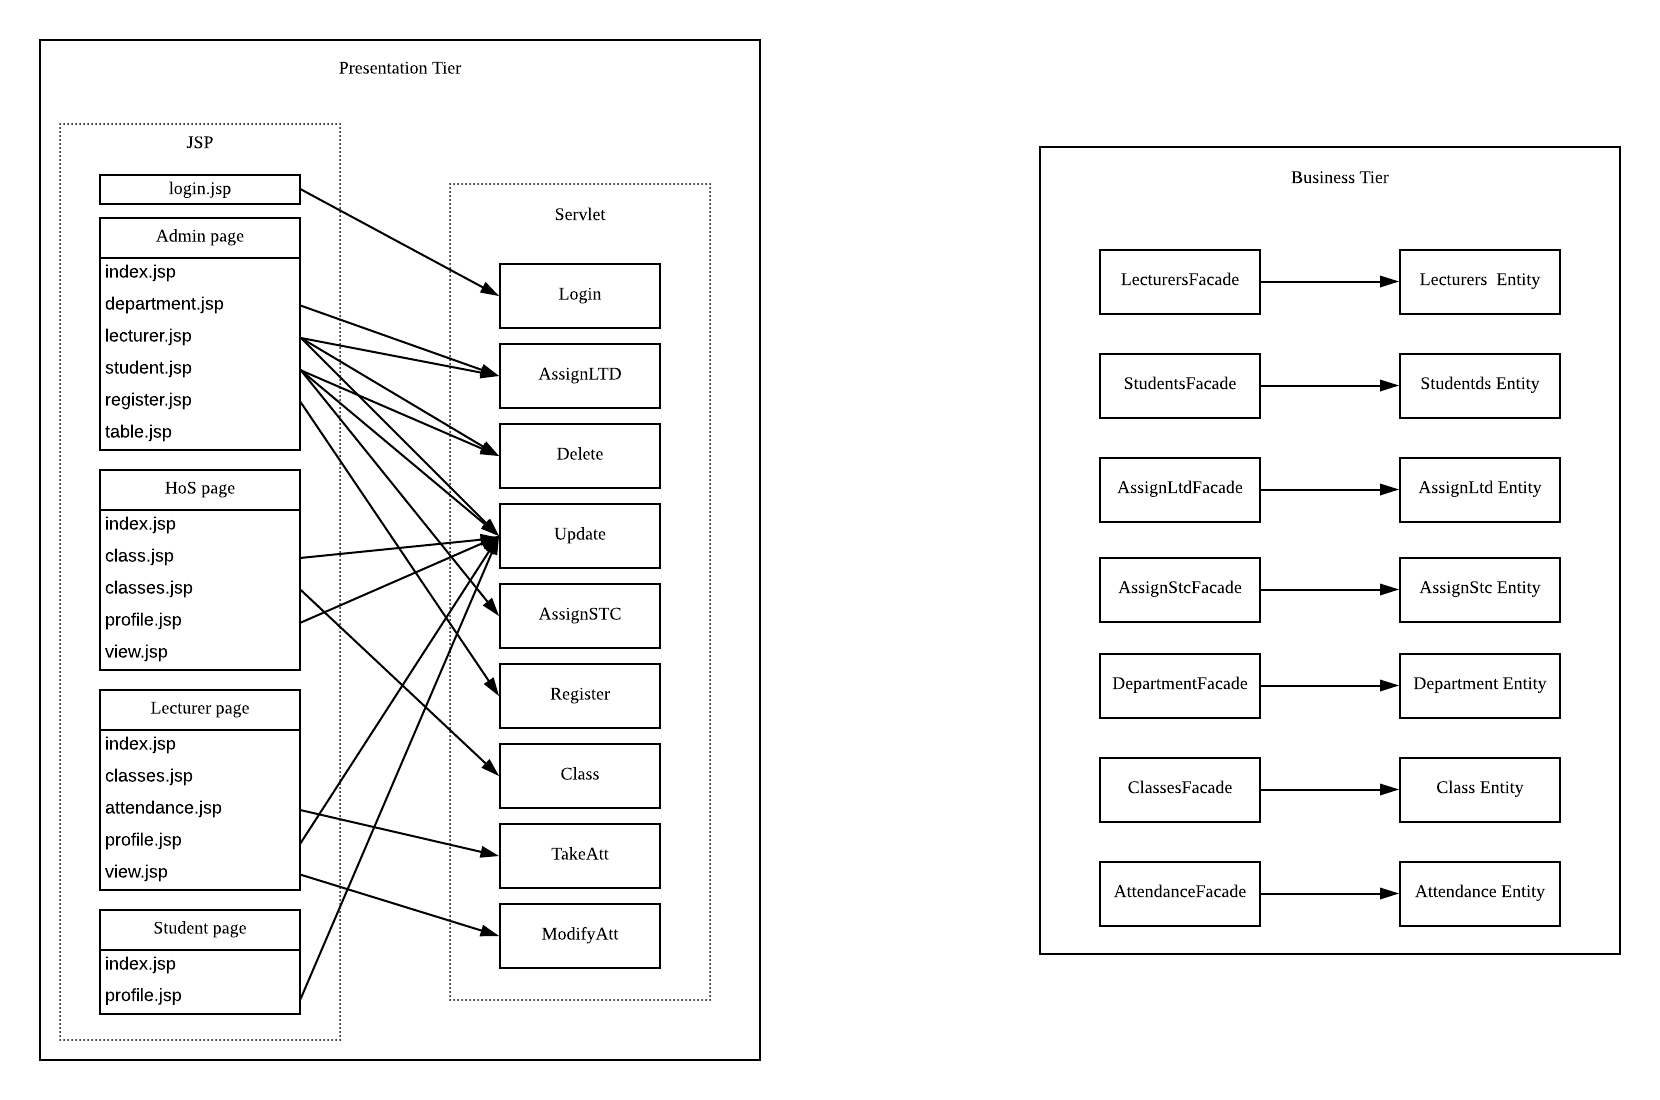 Presentation Tier
JSP
login.jsp
Admin page
index.jsp
department.jsp
lecturer.jsp
student.jsp
register.jsp
table.jsp
HoS page
index.jsp
class.jsp
classes.jsp
profile.jsp
view.jsp
Lecturer page
index.jsp
classes.jsp
attendance.jsp
profile.jsp
view.jsp
Student page
index.jsp
profile.jsp
Servlet
Login
AssignLTD
Delete
Update
AssignSTC
Register
Class
TakeAtt
ModifyAtt
Business Tier
LecturersFacade
Lecturers  Entity
StudentsFacade
Studentds Entity
AssignLtdFacade
AssignLtd Entity
AssignStcFacade
AssignStc Entity
DepartmentFacade
Department Entity
ClassesFacade
Class Entity
AttendanceFacade
Attendance Entity